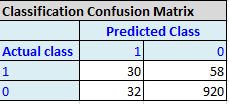 Classification Confusion Matrix
Predicted Class
Actual class 1 0
1 30 58
0 32 920